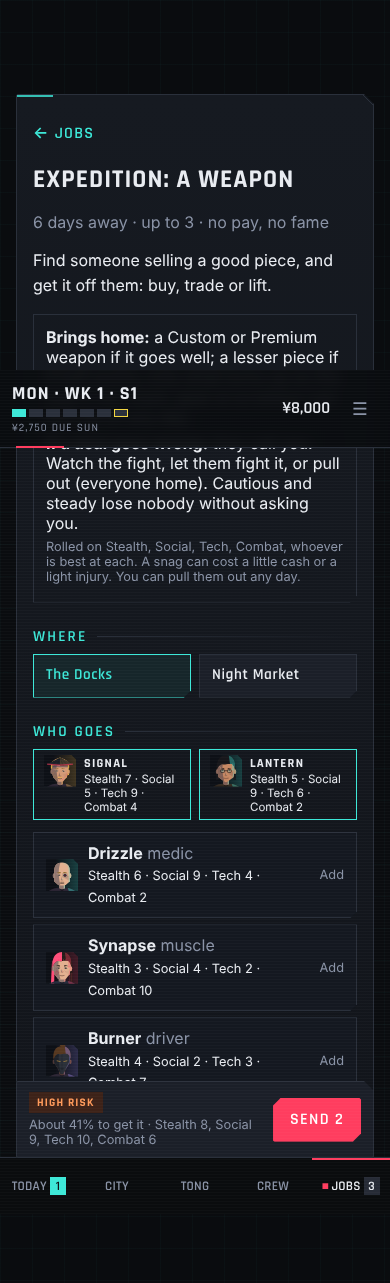 ← JOBS
EXPEDITION: A WEAPON
6 days away · up to 3 · no pay, no fame
Find someone selling a good piece, and
get it off them: buy, trade or lift.
Brings home: a Custom or Premium
weapon if it goes well; a lesser piece if
MON · WK 1 · S1
¥2,750 DUE SUN
¥8,000
Watch the fight, let them fight it, or pull
out (everyone home). Cautious and
steady lose nobody without asking
you.
Rolled on Stealth, Social, Tech, Combat, whoever
is best at each. A snag can cost a little cash or a
light injury. You can pull them out any day.
WHERE
The Docks
Night Market
WHO GOES
SIGNAL
Stealth 7 · Social
5 · Tech 9 ·
Combat 4
LANTERN
Stealth 5 · Social
9 · Tech 6 ·
Combat 2
Drizzle medic
Stealth 6 · Social 9 · Tech 4 ·
Combat 2
Add
Synapse muscle
Stealth 3 · Social 4 · Tech 2 ·
Combat 10
Add
Burner driver
Stealth 4 · Social 2 · Tech 3 ·
Add
HIGH RISK
About 41% to get it · Stealth 8, Social
9, Tech 10, Combat 6
SEND 2
TODAY 1
CITY
TONG
CREW
JOBS 3